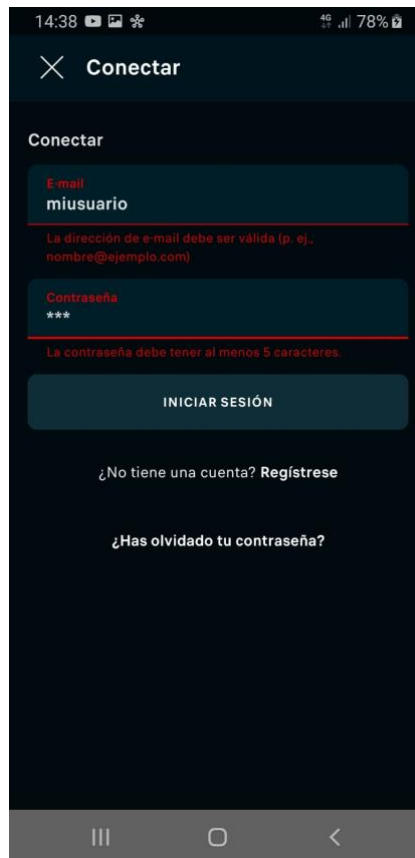 14:38 4G 78%
Conectar
Conectar
E-mail
miusuario
La dirección de e-mail debe ser válida (p. ej.,
nombre@ejemplo.com)
Contraseña
***
La contraseña debe tener al menos 5 caracteres.
INICIAR SESIÓN
¿No tiene una cuenta? Regístrese
¿Has olvidado tu contraseña?